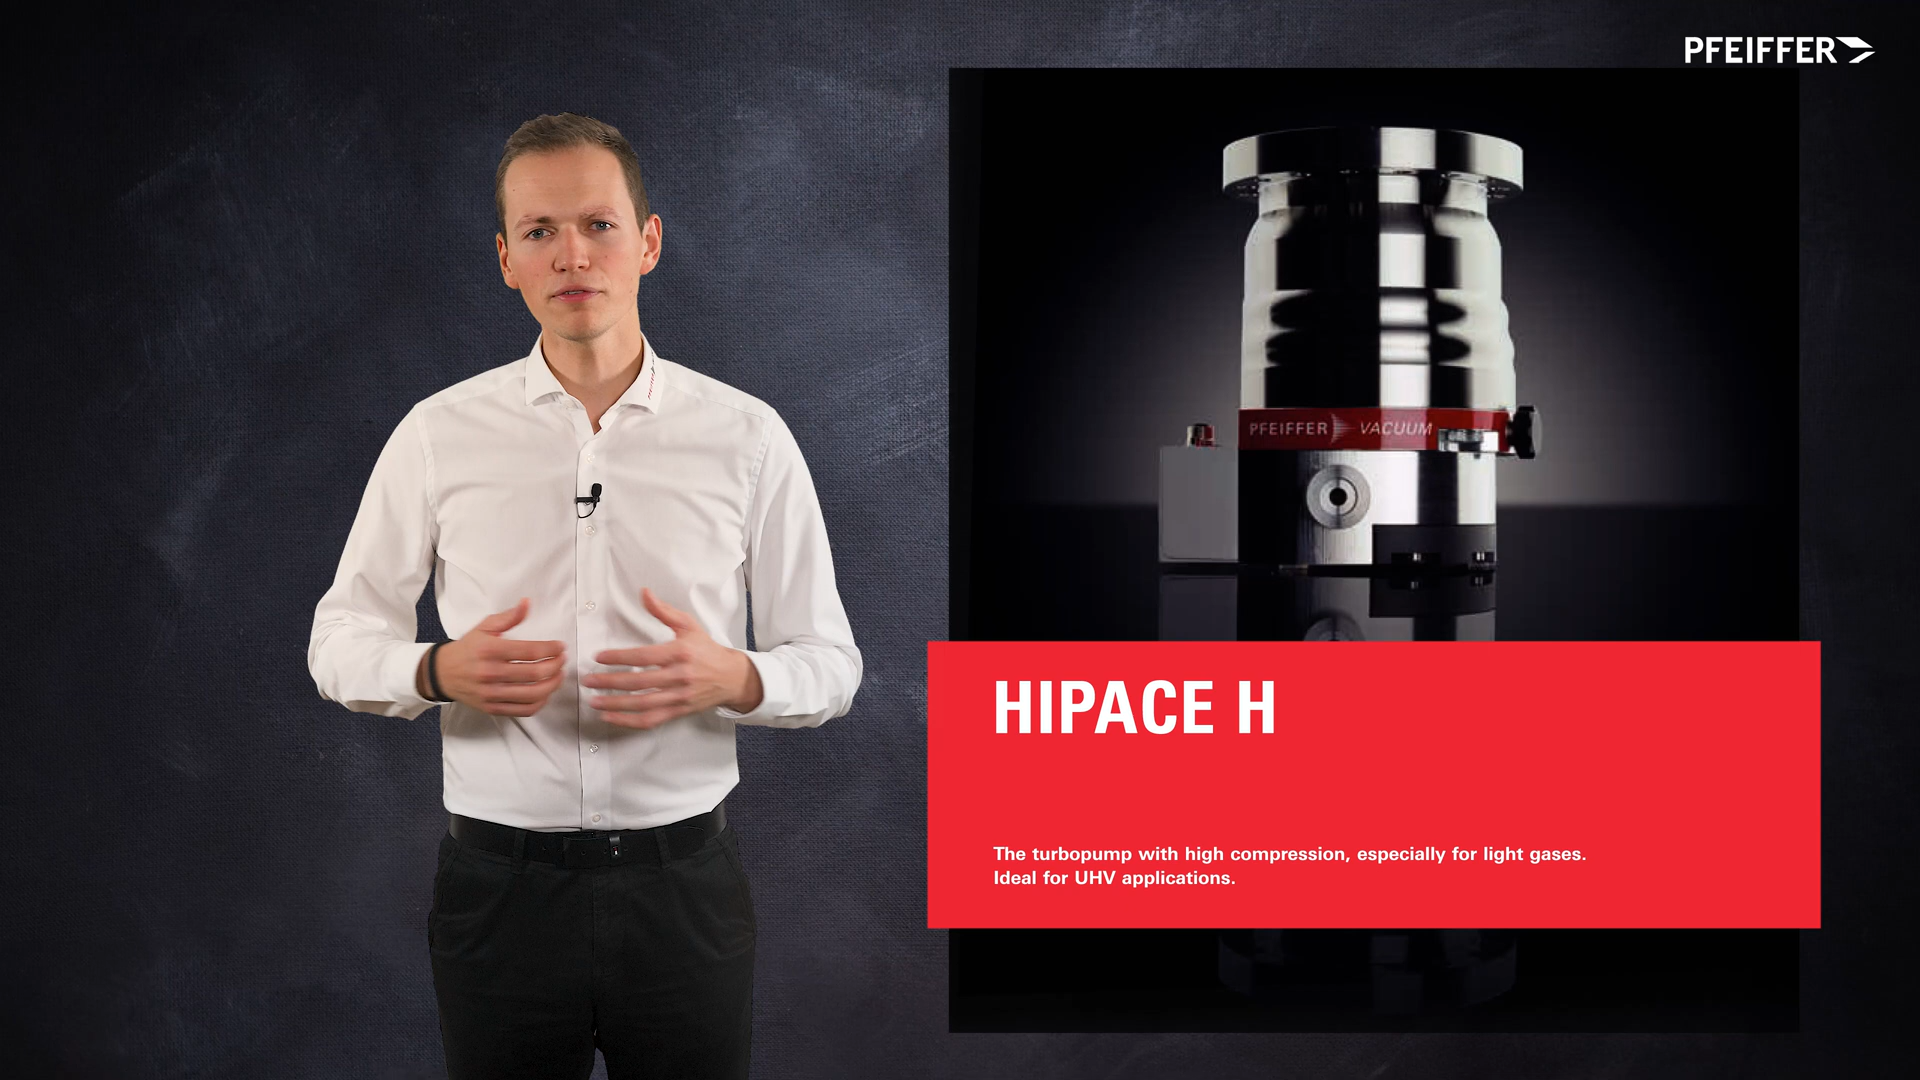 PFEIFFER
PFEIFFER VACUUM
HIPACE H
The turbopump with high compression, especially for light gases.
Ideal for UHV applications.